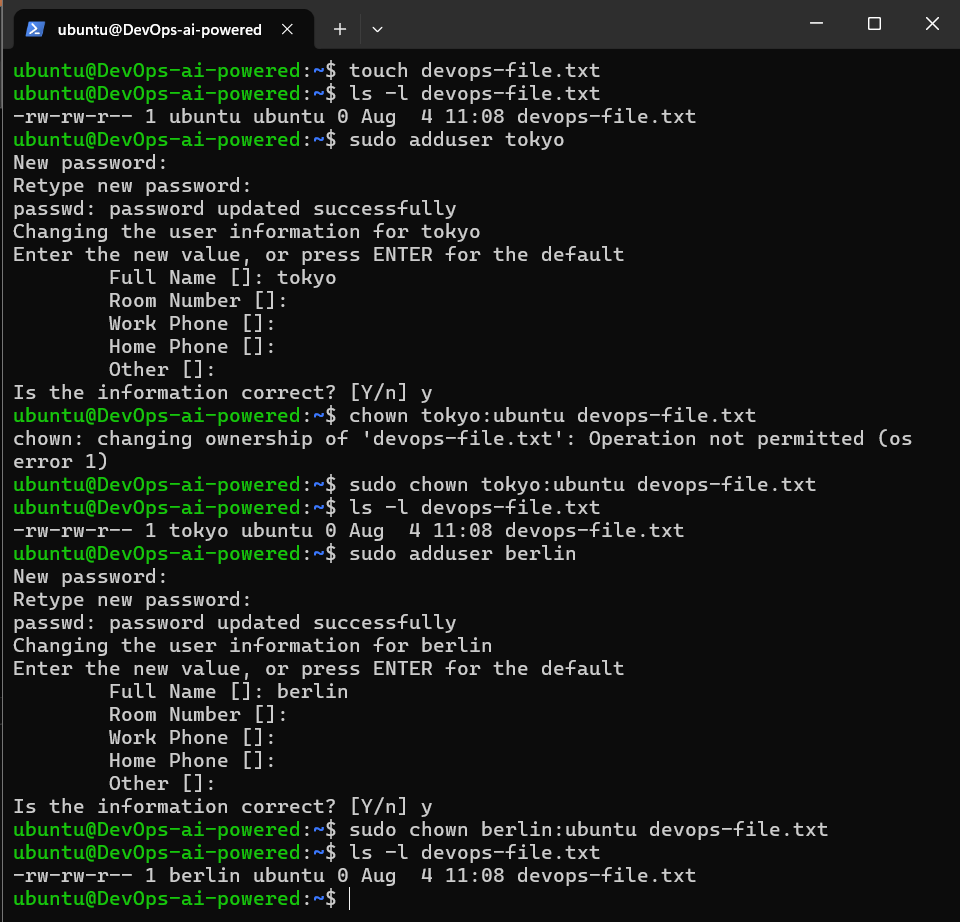 ubuntu@DevOps-ai-powered
ubuntu@DevOps-ai-powered:~$ touch devops-file.txt
ubuntu@DevOps-ai-powered:~$ ls -l devops-file.txt
-rw-rw-r-- 1 ubuntu ubuntu 0 Aug  4 11:08 devops-file.txt
ubuntu@DevOps-ai-powered:~$ sudo adduser tokyo
New password:
Retype new password:
passwd: password updated successfully
Changing the user information for tokyo
Enter the new value, or press ENTER for the default
        Full Name []: tokyo
        Room Number []:
        Work Phone []:
        Home Phone []:
        Other []:
Is the information correct? [Y/n] y
ubuntu@DevOps-ai-powered:~$ chown tokyo:ubuntu devops-file.txt
chown: changing ownership of 'devops-file.txt': Operation not permitted (os
error 1)
ubuntu@DevOps-ai-powered:~$ sudo chown tokyo:ubuntu devops-file.txt
ubuntu@DevOps-ai-powered:~$ ls -l devops-file.txt
-rw-rw-r-- 1 tokyo ubuntu 0 Aug  4 11:08 devops-file.txt
ubuntu@DevOps-ai-powered:~$ sudo adduser berlin
New password:
Retype new password:
passwd: password updated successfully
Changing the user information for berlin
Enter the new value, or press ENTER for the default
        Full Name []: berlin
        Room Number []:
        Work Phone []:
        Home Phone []:
        Other []:
Is the information correct? [Y/n] y
ubuntu@DevOps-ai-powered:~$ sudo chown berlin:ubuntu devops-file.txt
ubuntu@DevOps-ai-powered:~$ ls -l devops-file.txt
-rw-rw-r-- 1 berlin ubuntu 0 Aug  4 11:08 devops-file.txt
ubuntu@DevOps-ai-powered:~$